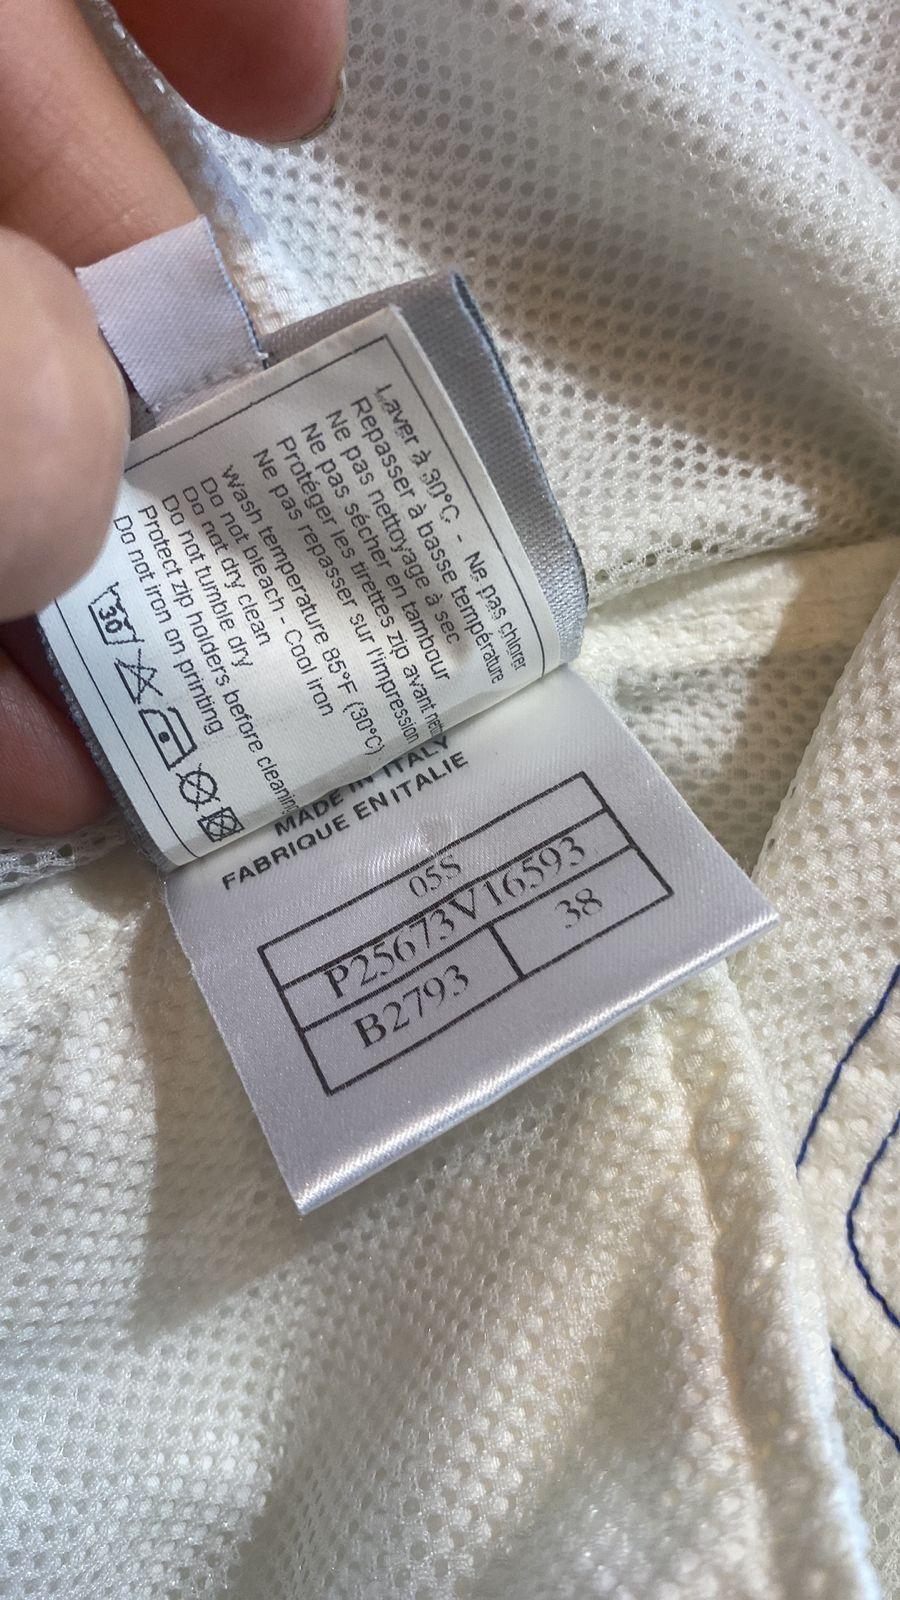 Laver à 30°C - Ne pas chlorer
Repasser à basse température
Ne pas nettoyage à sec
Ne pas sécher en tambour
Protéger les tirettes zip avant
Ne pas repasser sur l'impression
Wash temperature 85°F (30°C)
Do not bleach - Cool iron
Do not dry clean
Do not tumble dry
Protect zip holders before cleaning
Do not iron on printing
30
MADE IN ITALY
FABRIQUE EN ITALIE
05S
P25673V16593
B2793 38